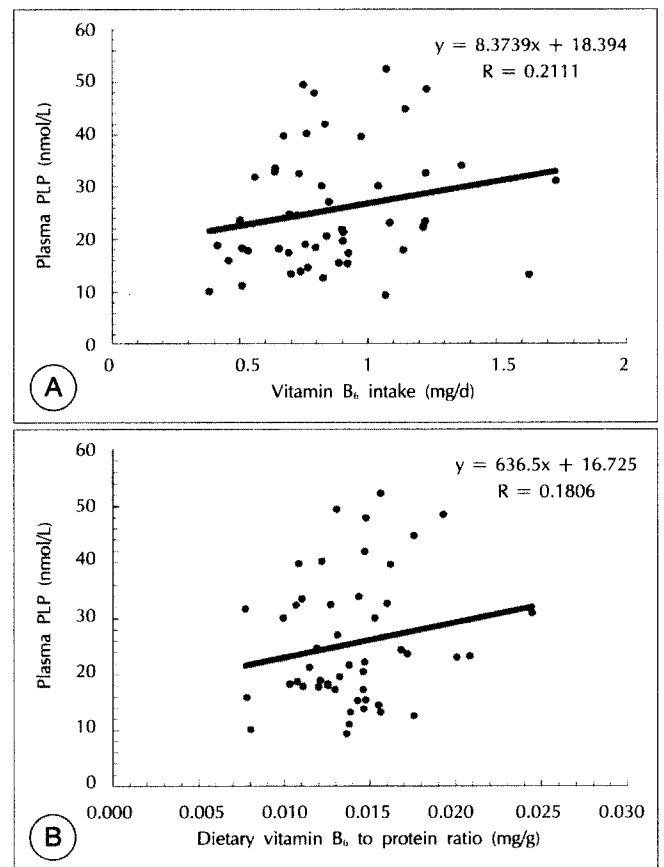 y = 8.3739x + 18.394
R = 0.2111
Plasma PLP (nmol/L)
60
50
40
30
20
10
0
0 0.5 1 1.5 2
Vitamin B₆ intake (mg/d)
A
y = 636.5x + 16.725
R = 0.1806
Plasma PLP (nmol/L)
60
50
40
30
20
10
0
0.000 0.005 0.010 0.015 0.020 0.025 0.030
Dietary vitamin B₆ to protein ratio (mg/g)
B